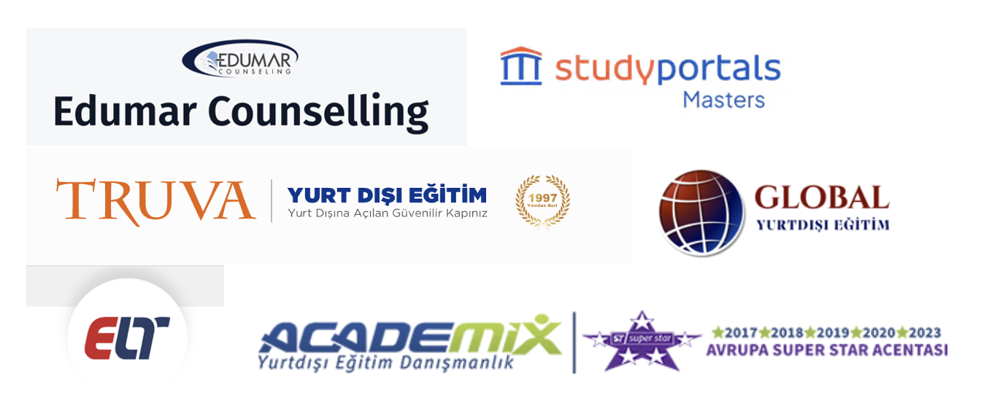 EDUMAR
COUNSELING
Edumar Counselling
studyportals
Masters
TRUVA
YURT DIŞI EĞİTİM
Yurt Dışına Açılan Güvenilir Kapınız
1997
Yılından Beri
GLOBAL
YURTDIŞI EĞİTİM
ELT
ACADEMIX
Yurtdışı Eğitim Danışmanlık
ST super star
2017 2018 2019 2020 2023
AVRUPA SUPER STAR ACENTASI